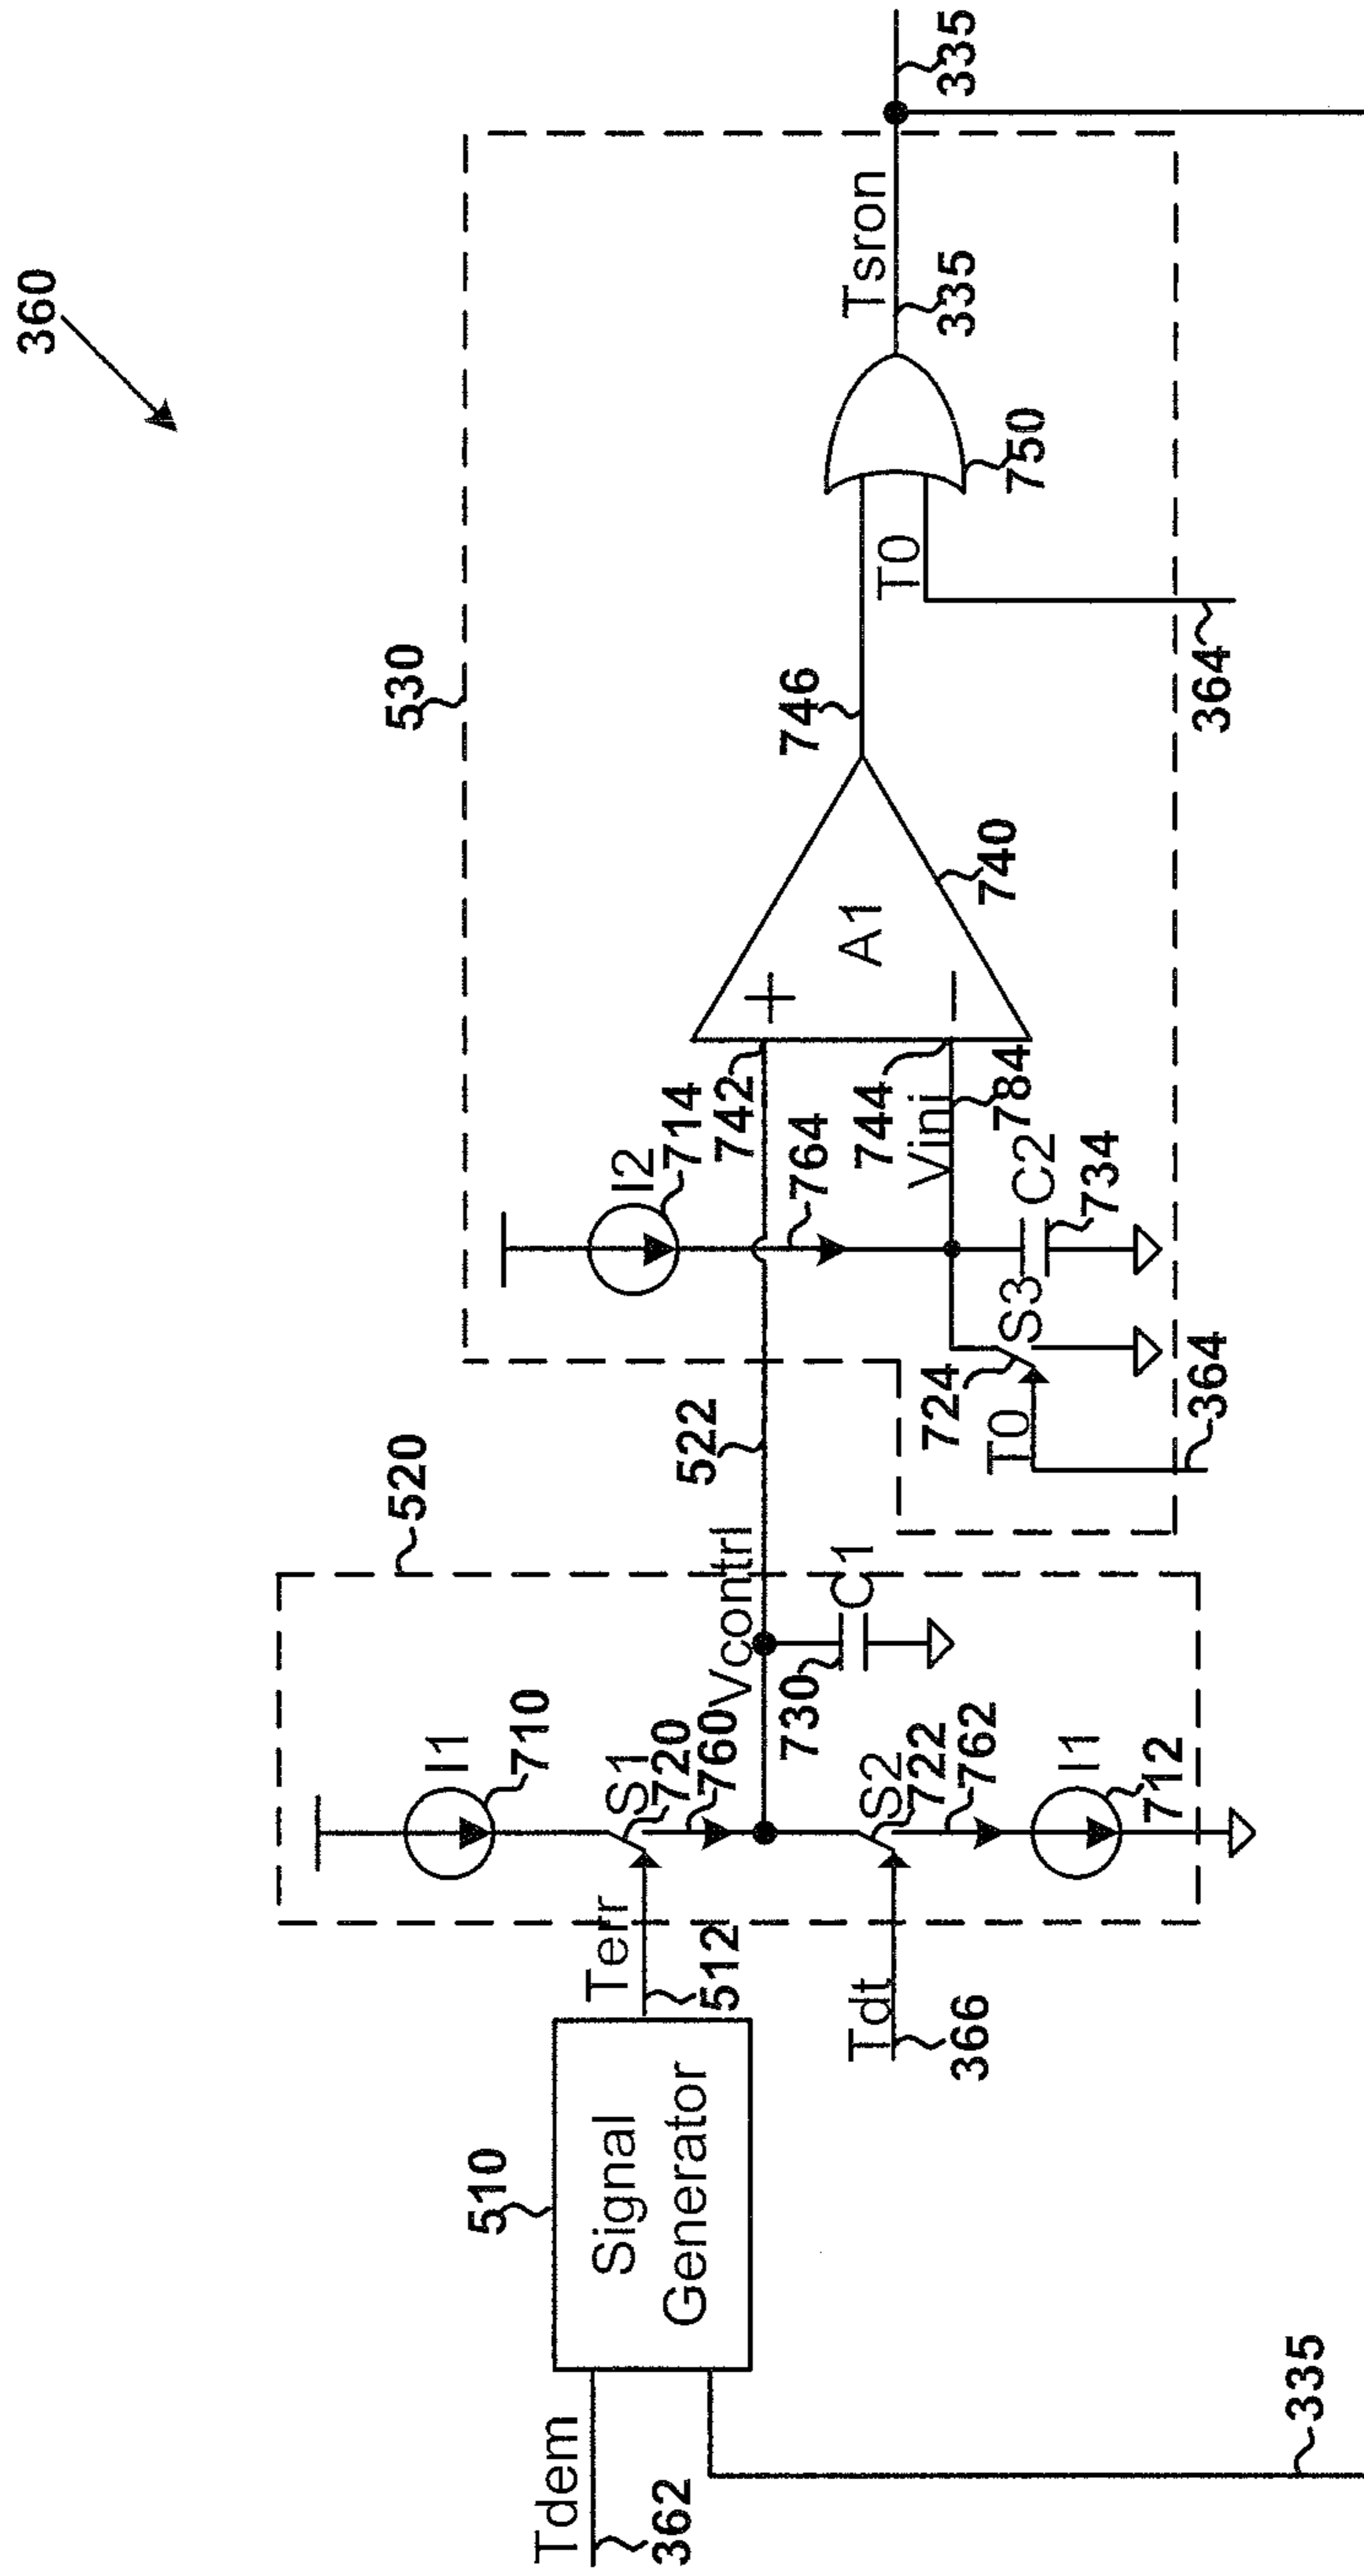 360
530
520
510
Tdem
362
335
Signal
Generator
Terr
512
Tdt
366
I1
710
S1
720
760
Vcontrl
522
730
C1
S2
722
762
I1
712
I2
714
764
742
744
Vini
784
C2
734
S3
724
T0
364
A1
+
−
740
746
T0
364
750
Tsron
335
335